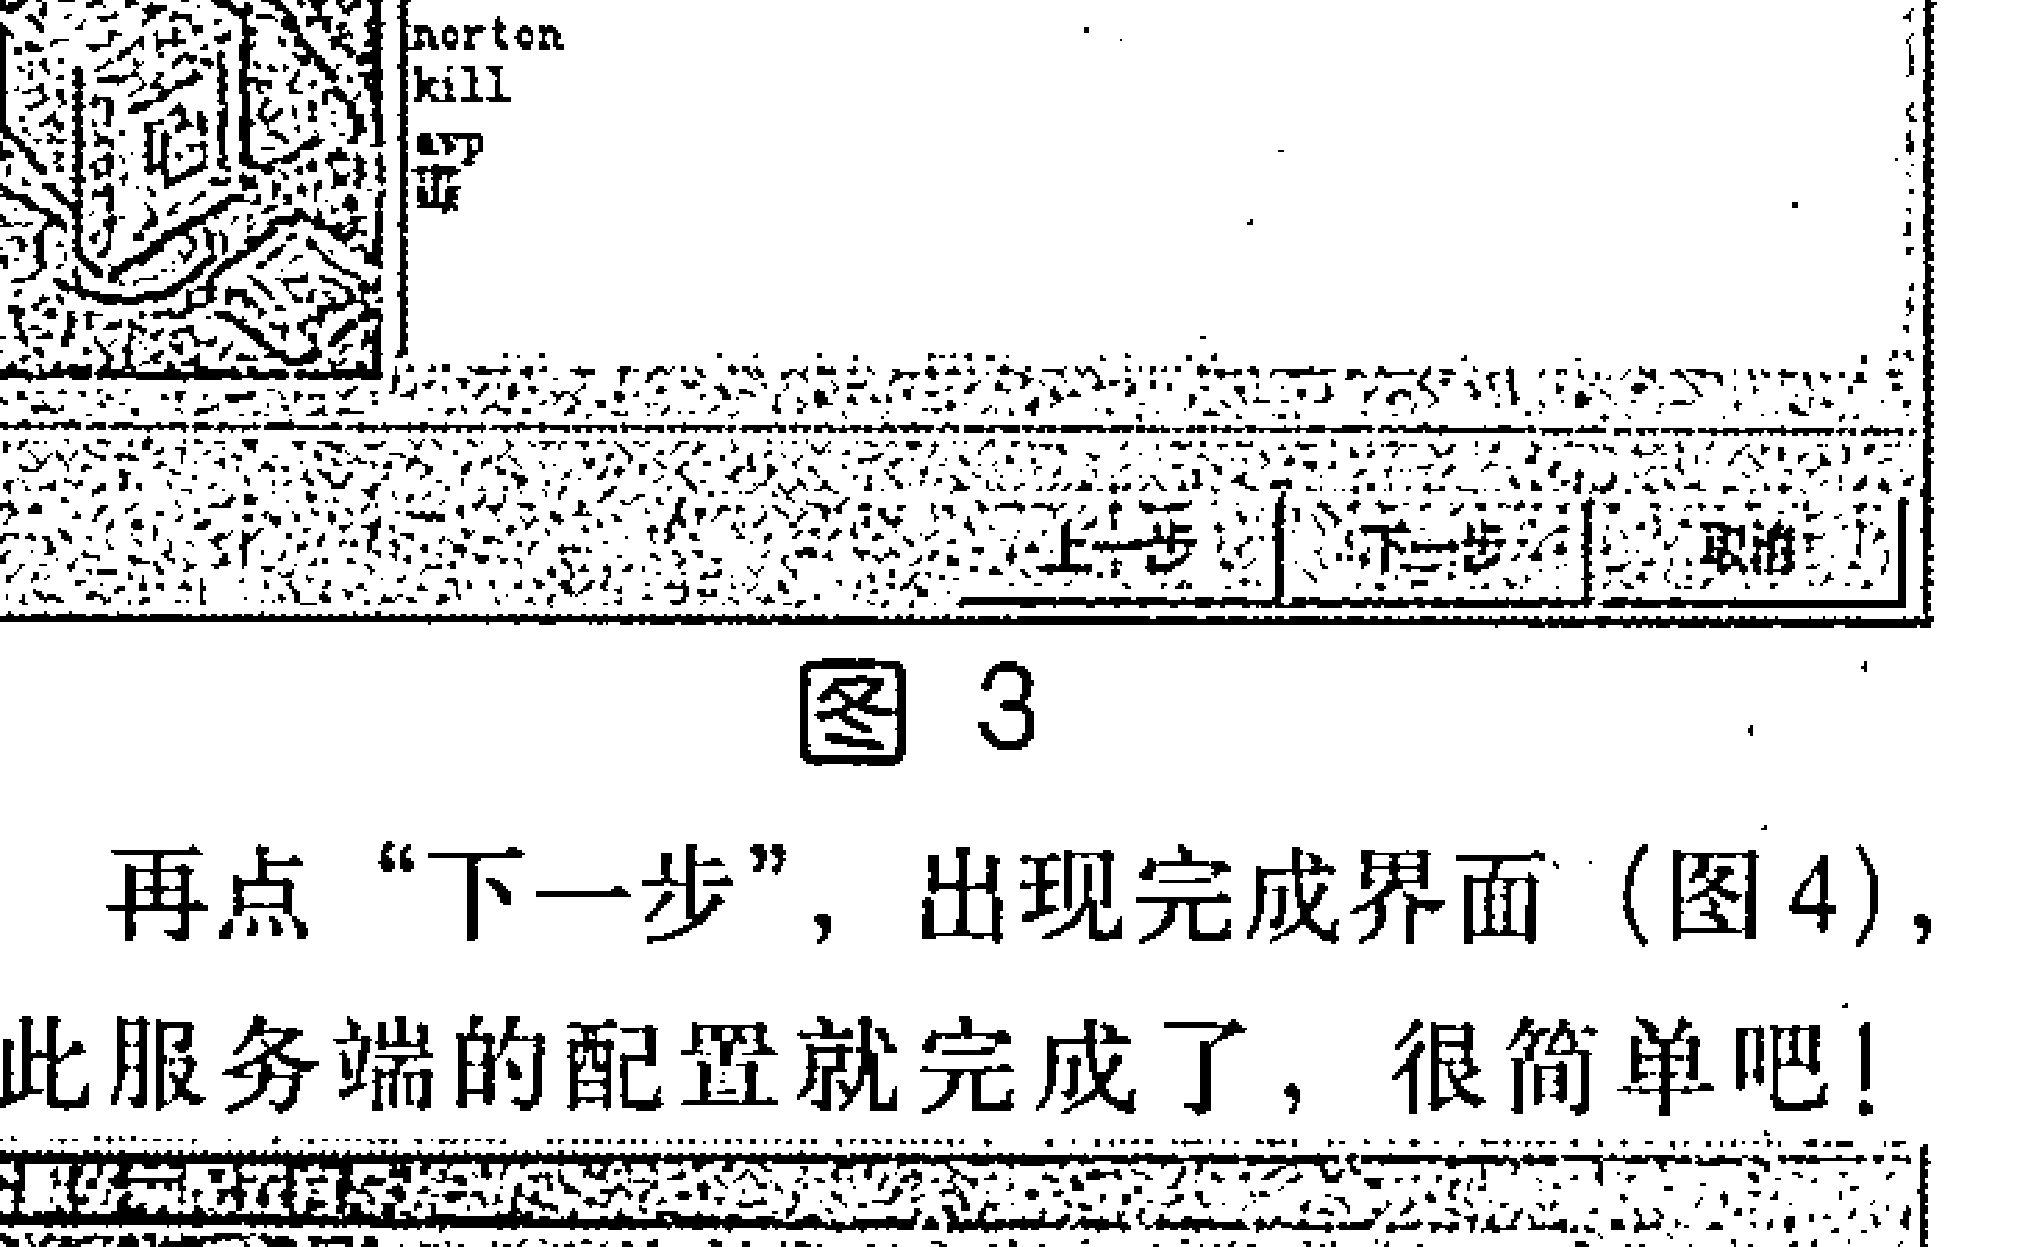 norton
kill
avp
上一步 下一步 取消
图 3
再点“下一步”，出现完成界面（图4），
此服务端的配置就完成了，很简单吧！